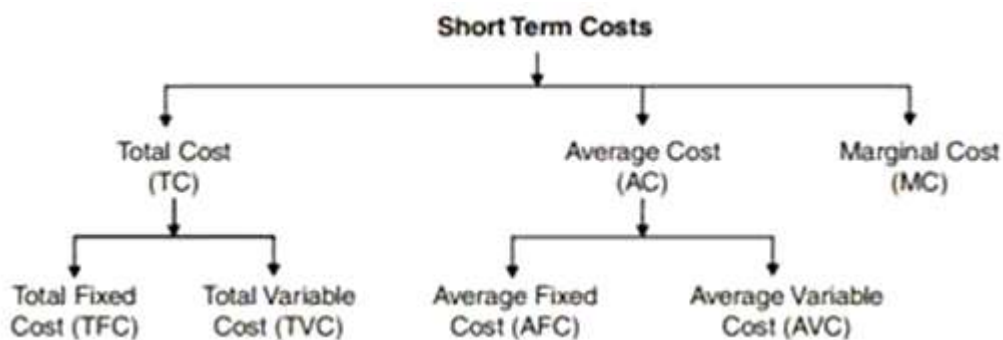 Short Term Costs
Total Cost
(TC)
Average Cost
(AC)
Marginal Cost
(MC)
Total Fixed
Cost (TFC)
Total Variable
Cost (TVC)
Average Fixed
Cost (AFC)
Average Variable
Cost (AVC)